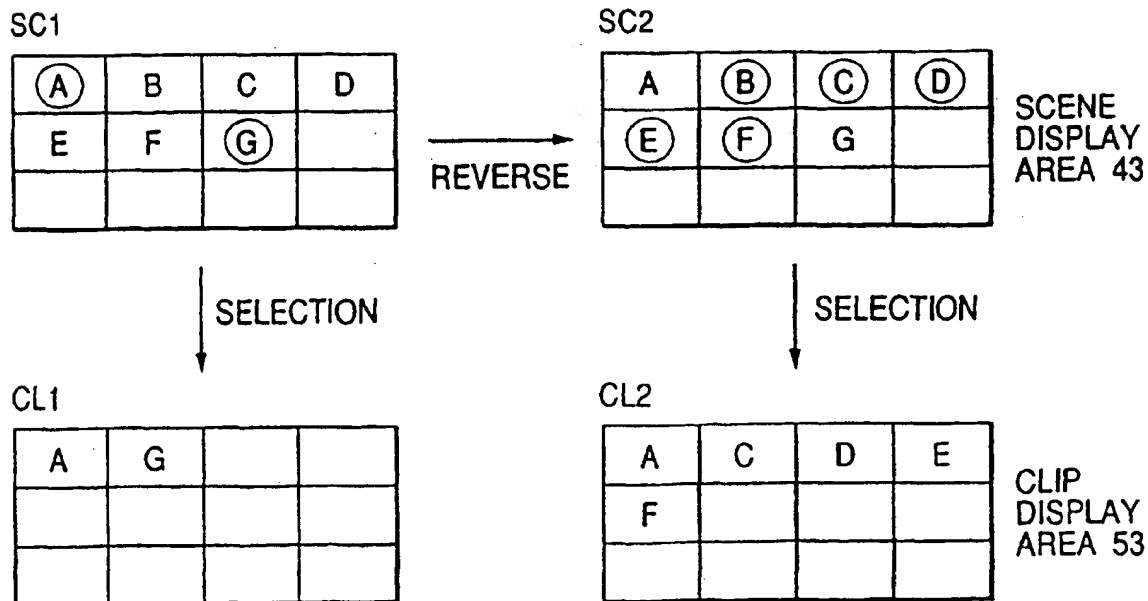 SC1
A B C D
E F G
REVERSE
SC2
A B C D
E F G
SCENE
DISPLAY
AREA 43
SELECTION
SELECTION
CL1
A G
CL2
A C D E
F
CLIP
DISPLAY
AREA 53